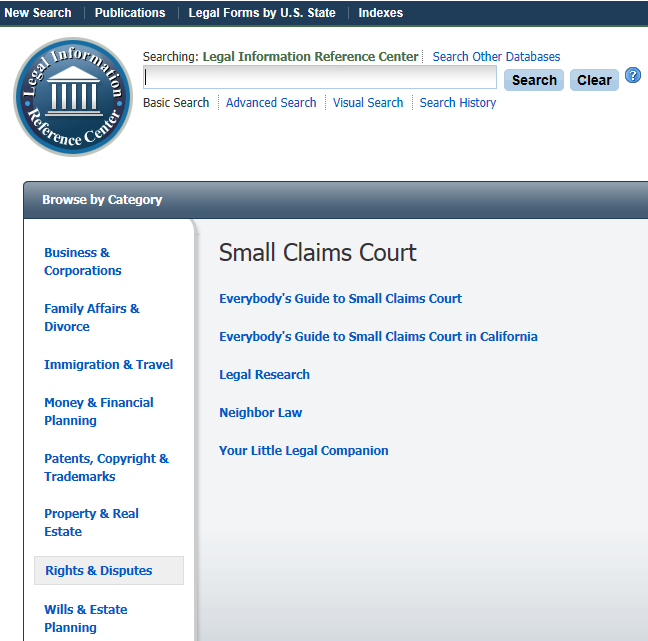 New Search Publications Legal Forms by U.S. State Indexes
Legal Information
Reference Center
Searching: Legal Information Reference Center Search Other Databases
Search Clear ?
Basic Search Advanced Search Visual Search Search History
Browse by Category
Business &
Corporations
Family Affairs &
Divorce
Immigration & Travel
Money & Financial
Planning
Patents, Copyright &
Trademarks
Property & Real
Estate
Rights & Disputes
Wills & Estate
Planning
Small Claims Court
Everybody's Guide to Small Claims Court
Everybody's Guide to Small Claims Court in California
Legal Research
Neighbor Law
Your Little Legal Companion